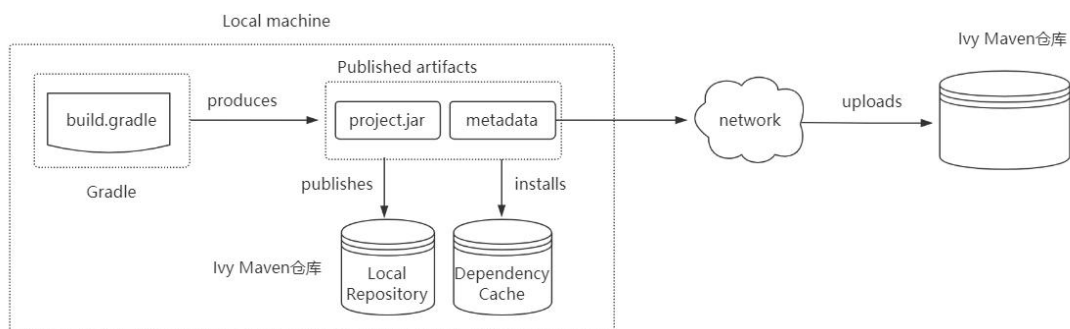 Local machine
Ivy Maven仓库
Published artifacts
build.gradle
produces
project.jar
metadata
network
uploads
Gradle
publishes
installs
Ivy Maven仓库
Local
Repository
Dependency
Cache